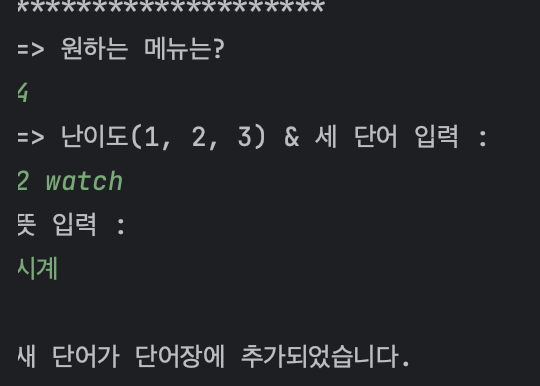 ********************
=> 원하는 메뉴는?
4
=> 난이도(1, 2, 3) & 세 단어 입력 :
2 watch
뜻 입력 :
시계
새 단어가 단어장에 추가되었습니다.